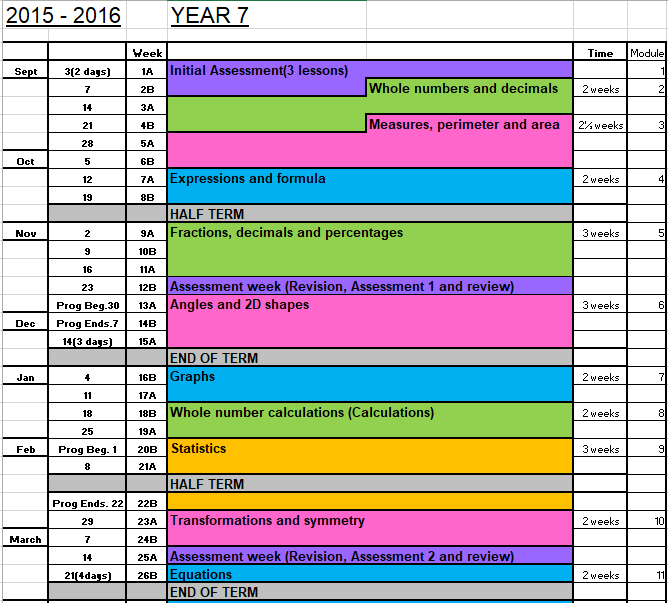 2015 - 2016 YEAR 7
Week Time Module
Sept 3(2 days) 1A Initial Assessment(3 lessons) 1
7 2B Whole numbers and decimals 2 weeks 2
14 3A
21 4B Measures, perimeter and area 2½ weeks 3
28 5A
Oct 5 6B
12 7A Expressions and formula 2 weeks 4
19 8B
HALF TERM
Nov 2 9A Fractions, decimals and percentages 3 weeks 5
9 10B
16 11A
23 12B Assessment week (Revision, Assessment 1 and review)
Prog Beg.30 13A Angles and 2D shapes 3 weeks 6
Dec Prog Ends.7 14B
14(3 days) 15A
END OF TERM
Jan 4 16B Graphs 2 weeks 7
11 17A
18 18B Whole number calculations (Calculations) 2 weeks 8
25 19A
Feb Prog Beg. 1 20B Statistics 3 weeks 9
8 21A
HALF TERM
Prog Ends. 22 22B
29 23A Transformations and symmetry 2 weeks 10
March 7 24B
14 25A Assessment week (Revision, Assessment 2 and review)
21(4days) 26B Equations 2 weeks 11
END OF TERM